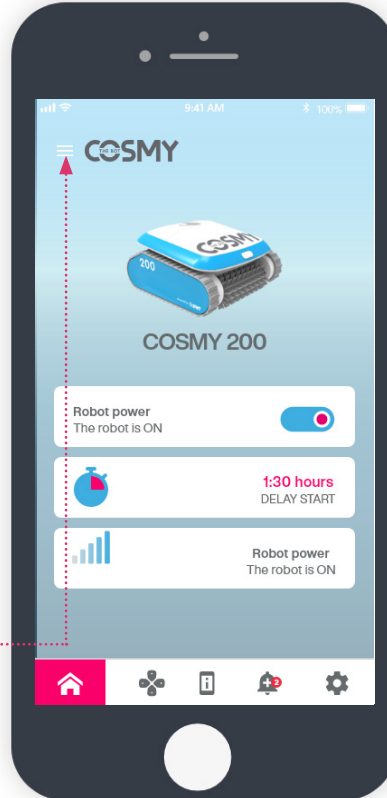 9:41 AM
100%
COSMY
THE BOT
COSMY
200
COSMY 200
Robot power
The robot is ON
1:30 hours
DELAY START
Robot power
The robot is ON
i
2